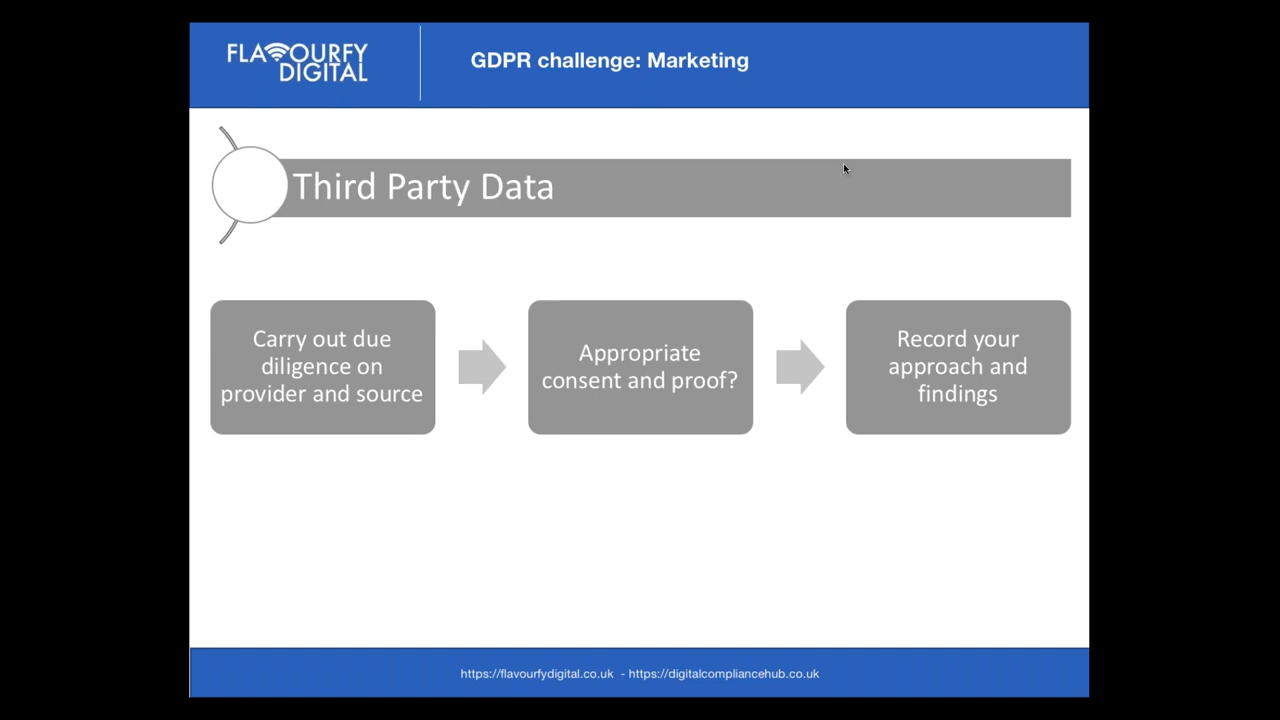 FLAVOURFY
DIGITAL
GDPR challenge: Marketing
Third Party Data
Carry out due
diligence on
provider and source
Appropriate
consent and proof?
Record your
approach and
findings
https://flavourfydigital.co.uk - https://digitalcompliancehub.co.uk